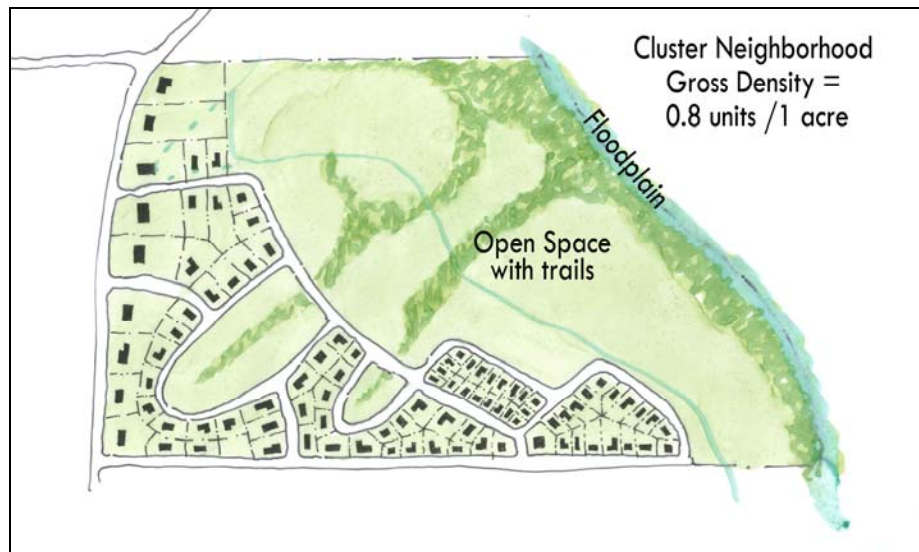 Cluster Neighborhood
Gross Density =
0.8 units /1 acre
Floodplain
Open Space
with trails